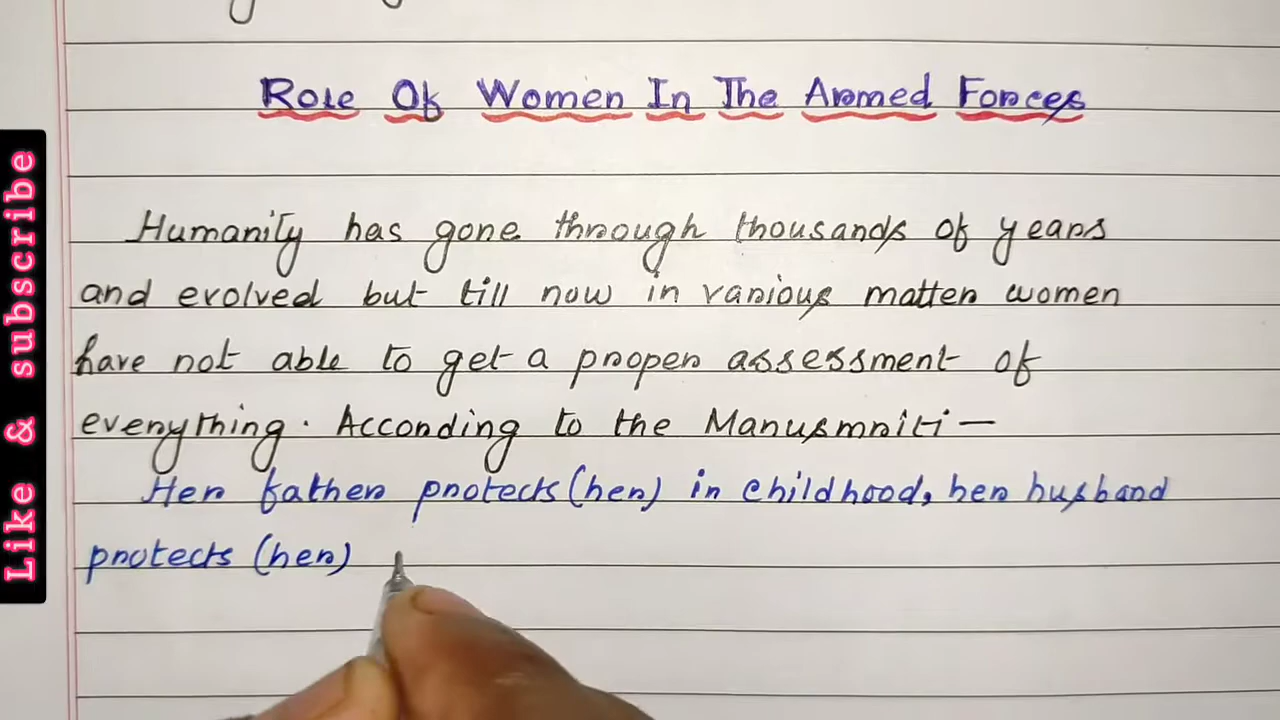 Role Of Women In The Armed Forces
Humanity has gone through thousands of years
and evolved but till now in various matter women
have not able to get a proper assessment of
everything. According to the Manusmriti —
Her father protects (her) in childhood, her husband
protects (her)
Like & subscribe